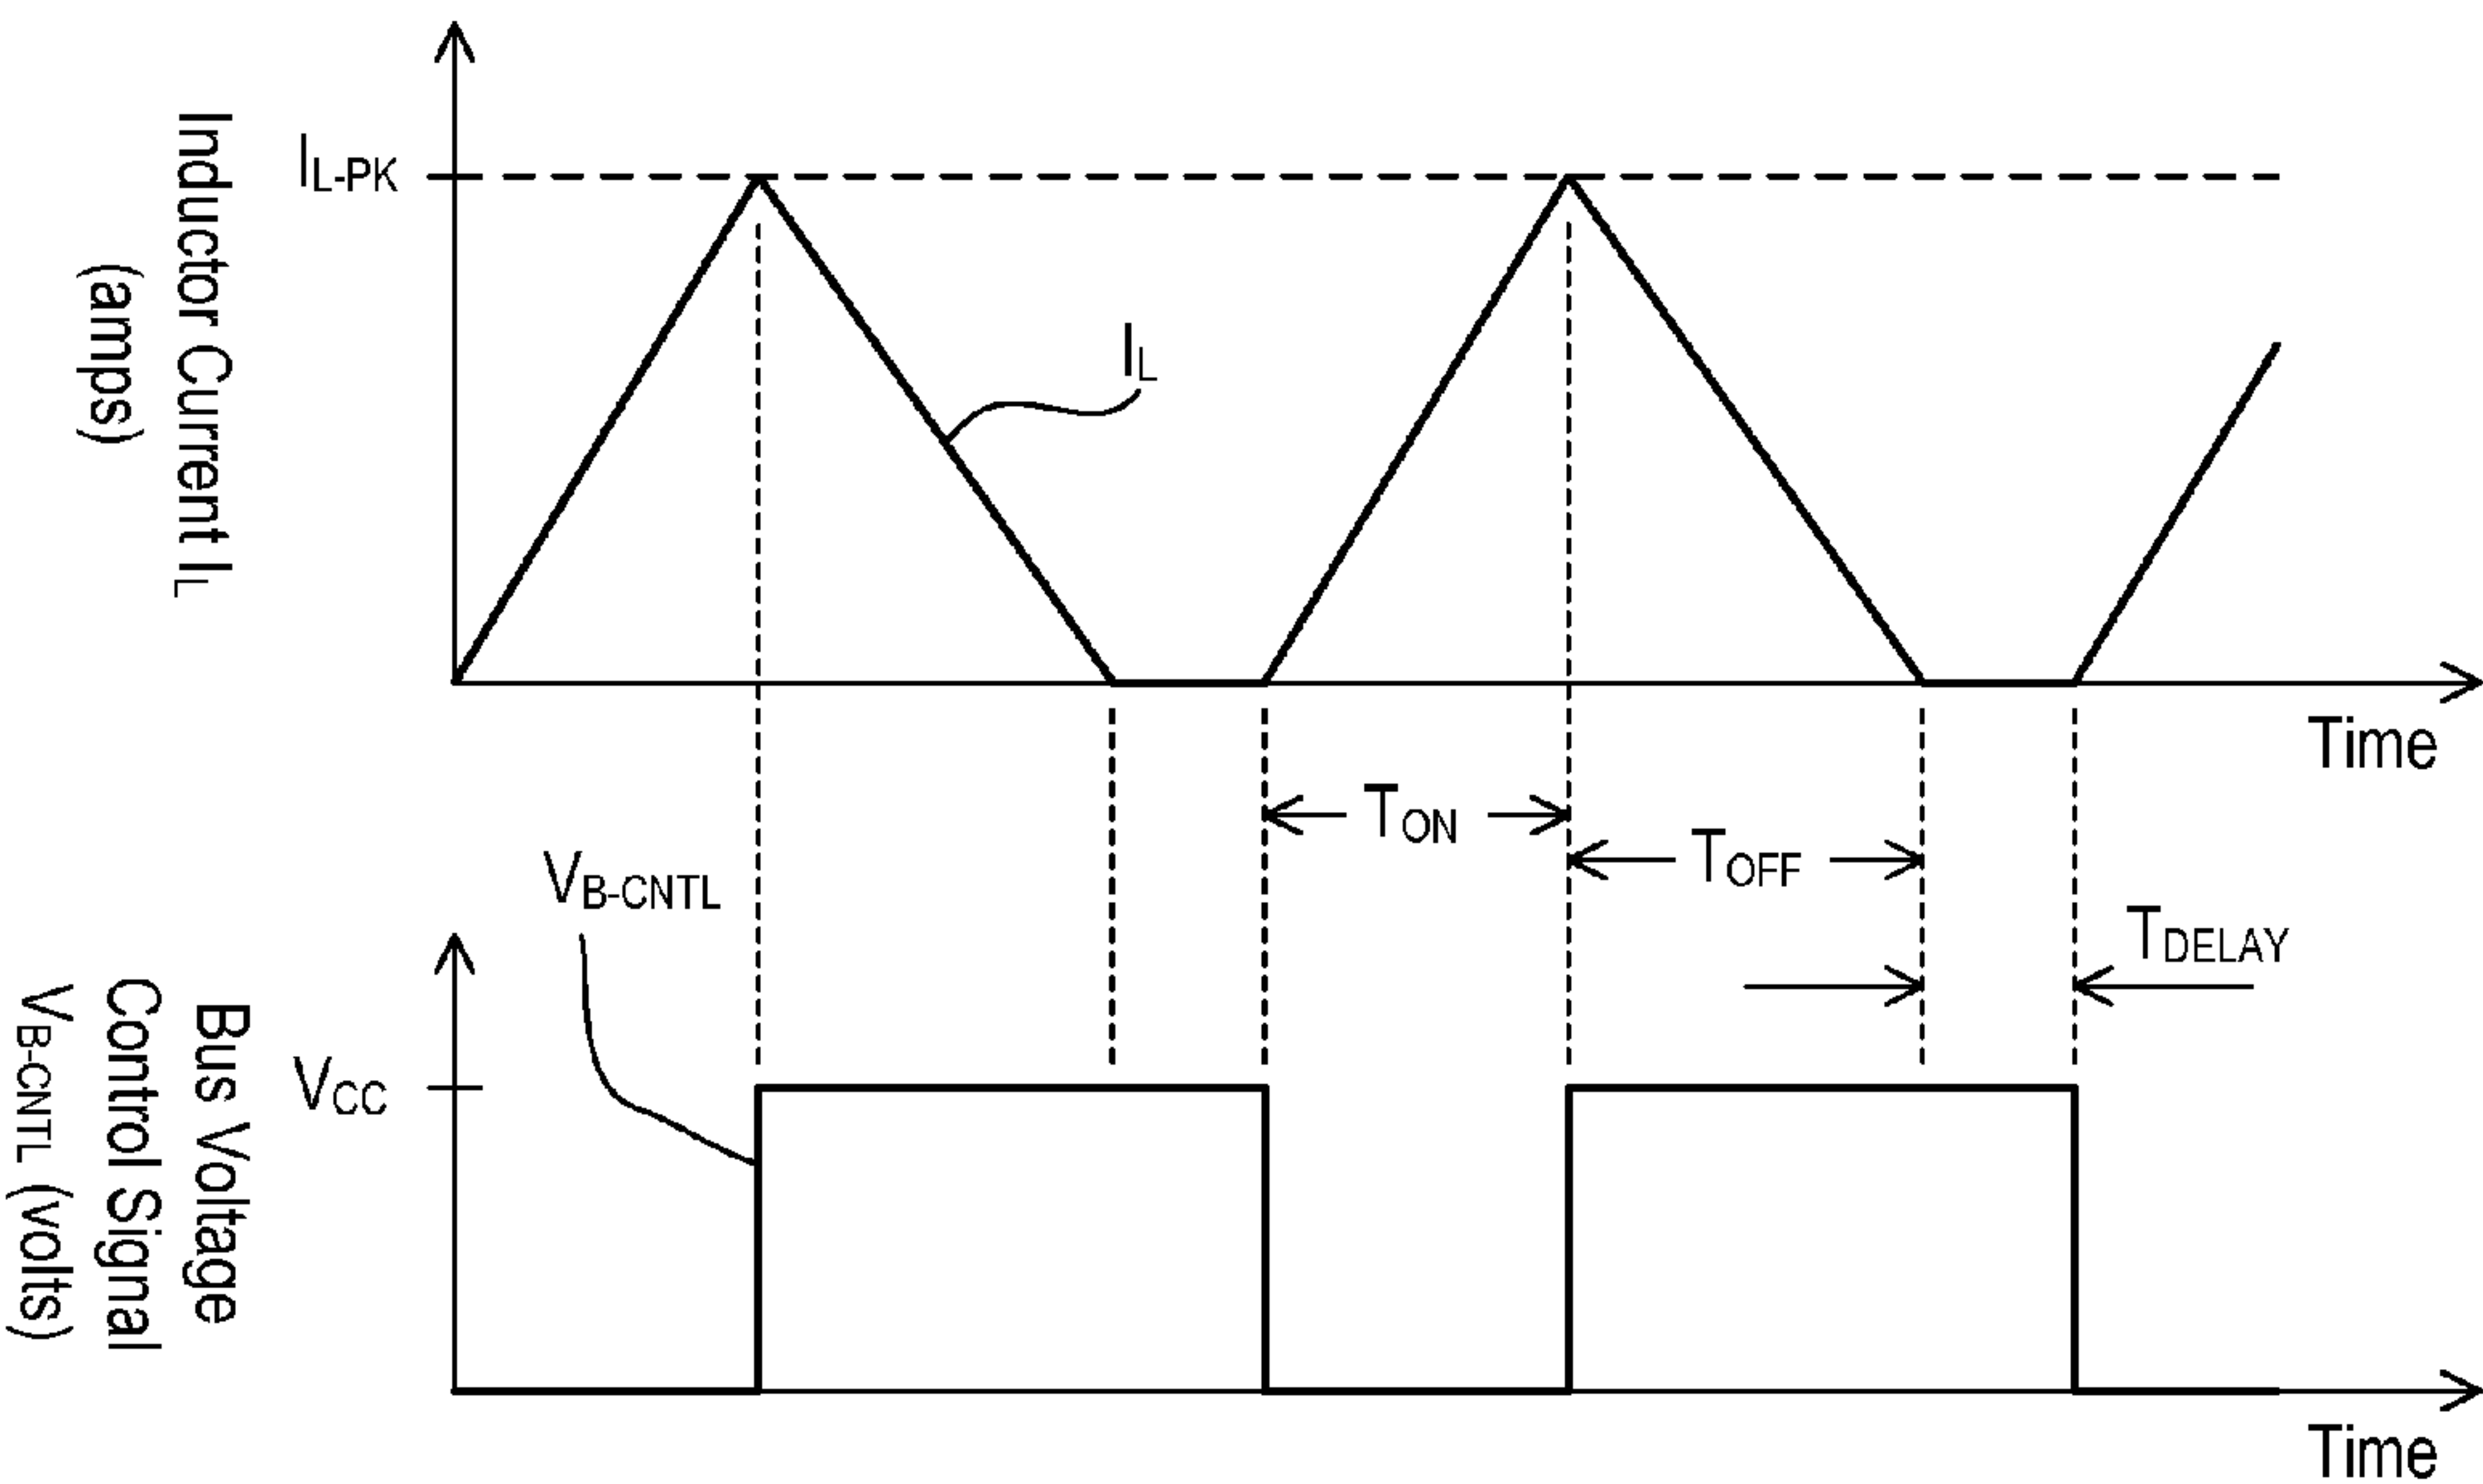 Inductor Current IL
(amps)
IL-PK
IL
Time
TON
TOFF
TDELAY
VB-CNTL
Bus Voltage
Control Signal
VB-CNTL (volts)
VCC
Time